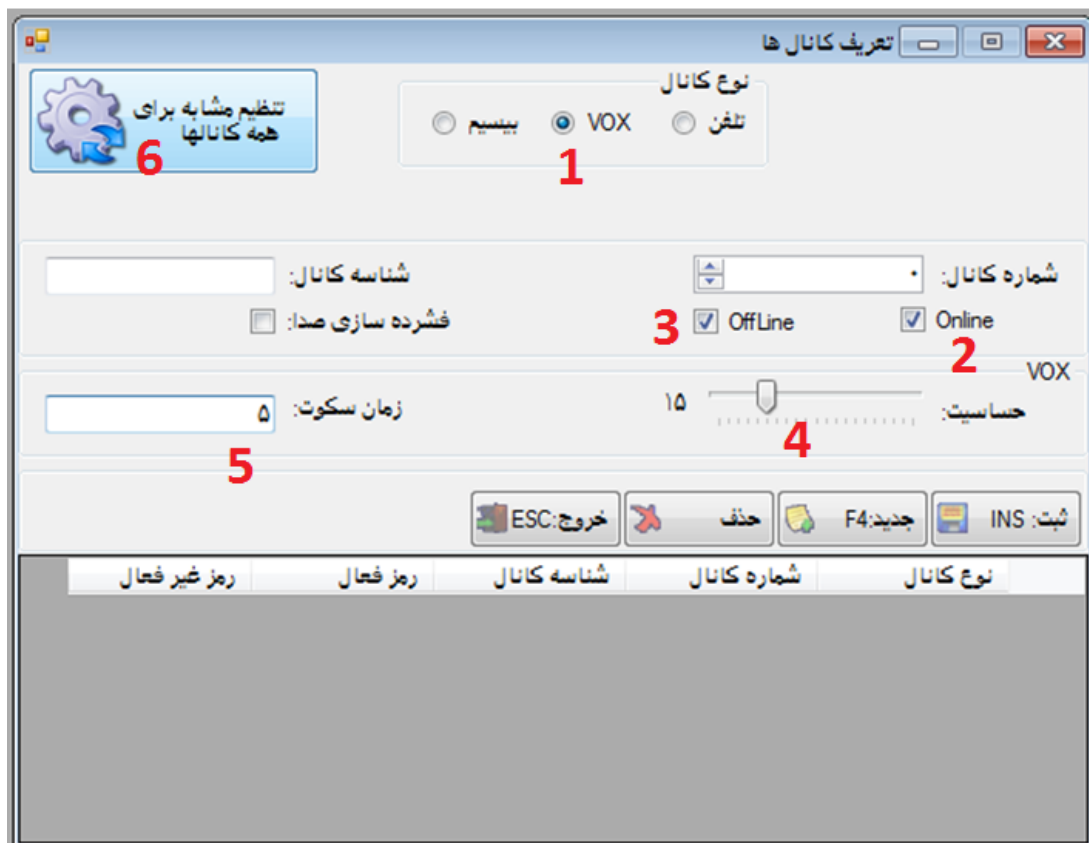 تعریف کانال ها
نوع کانال
تلفن VOX بیسیم
1
تنظیم مشابه برای
همه کانالها
6
شماره کانال: ۰
شناسه کانال:
Online OffLine
2 3
فشرده سازی صدا:
VOX
حساسیت: ۱۵
4
زمان سکوت: ۵
5
ثبت: INS جدید:F4 حذف خروج:ESC
نوع کانال شماره کانال شناسه کانال رمز فعال رمز غیر فعال